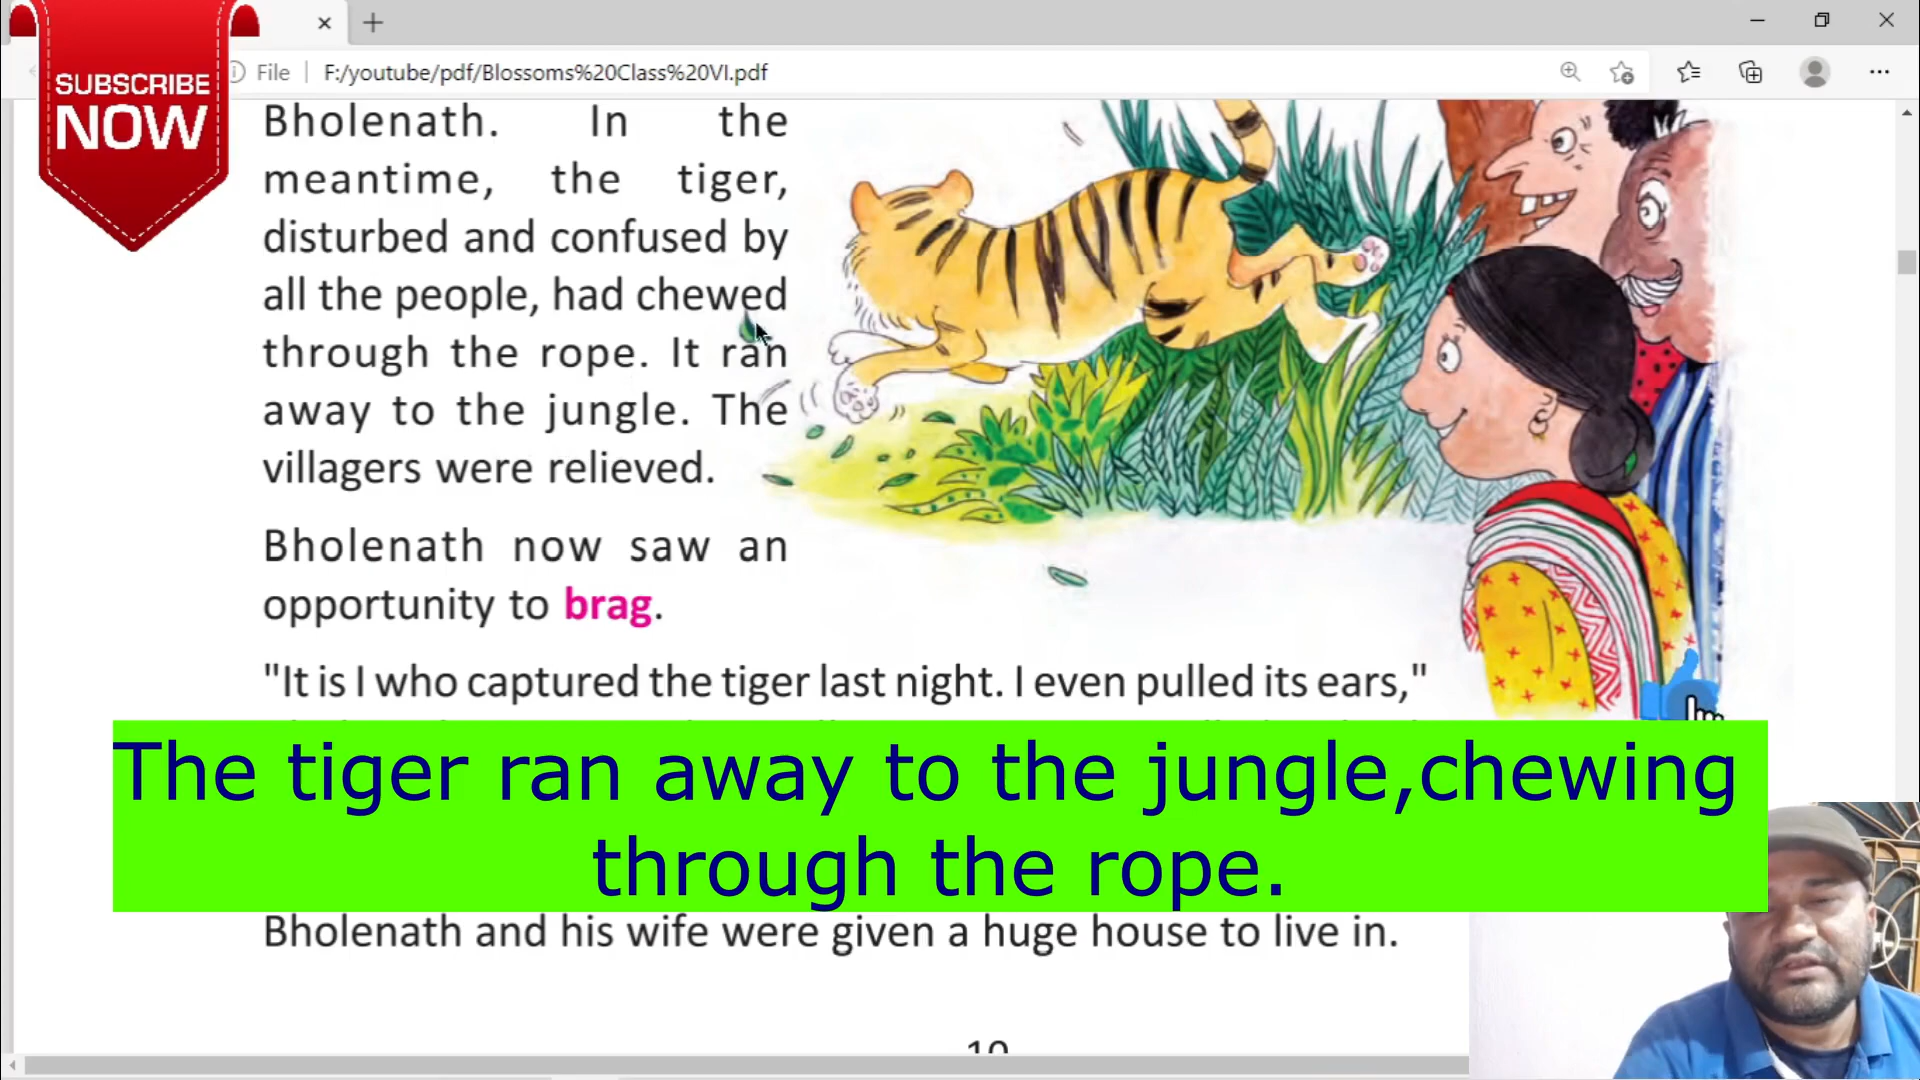 SUBSCRIBE
NOW
File
F:/youtube/pdf/Blossoms%20Class%20VI.pdf
Bholenath. In the
meantime, the tiger,
disturbed and confused by
all the people, had chewed
through the rope. It ran
away to the jungle. The
villagers were relieved.
Bholenath now saw an
opportunity to brag.
"It is I who captured the tiger last night. I even pulled its ears,"
The tiger ran away to the jungle,chewing
through the rope.
Bholenath and his wife were given a huge house to live in.
10